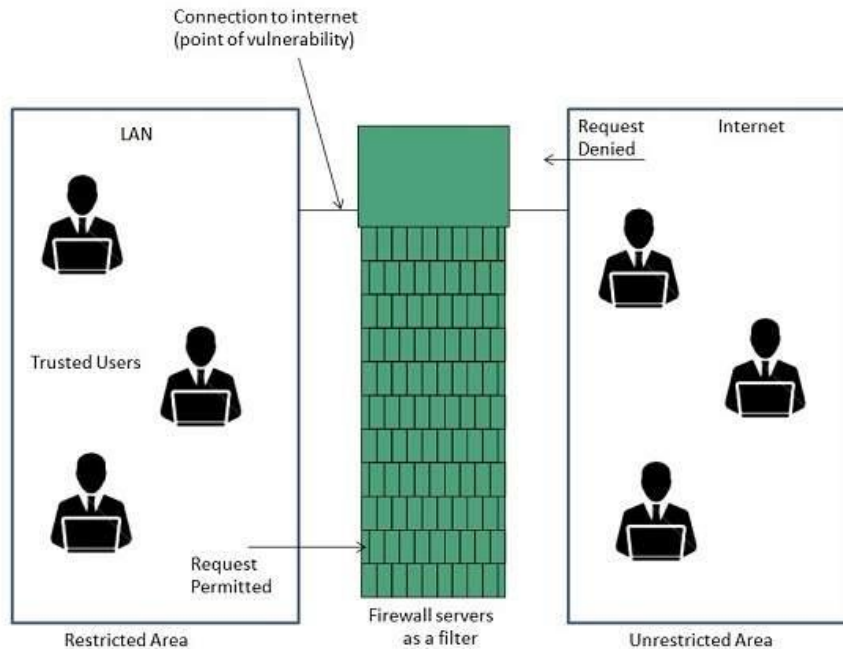 Connection to internet
(point of vulnerability)
LAN
Request
Denied
Internet
Trusted Users
Request
Permitted
Firewall servers
as a filter
Restricted Area
Unrestricted Area